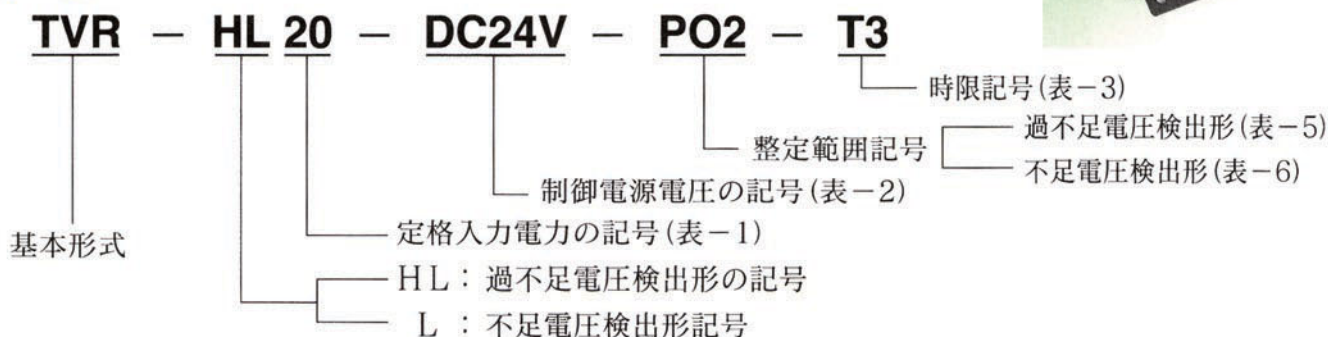 TVR － HL 20 － DC24V － PO2 － T3
時限記号(表－3)
過不足電圧検出形(表－5)
整定範囲記号
不足電圧検出形(表－6)
制御電源電圧の記号(表－2)
定格入力電力の記号(表－1)
基本形式
HL：過不足電圧検出形の記号
L：不足電圧検出形記号